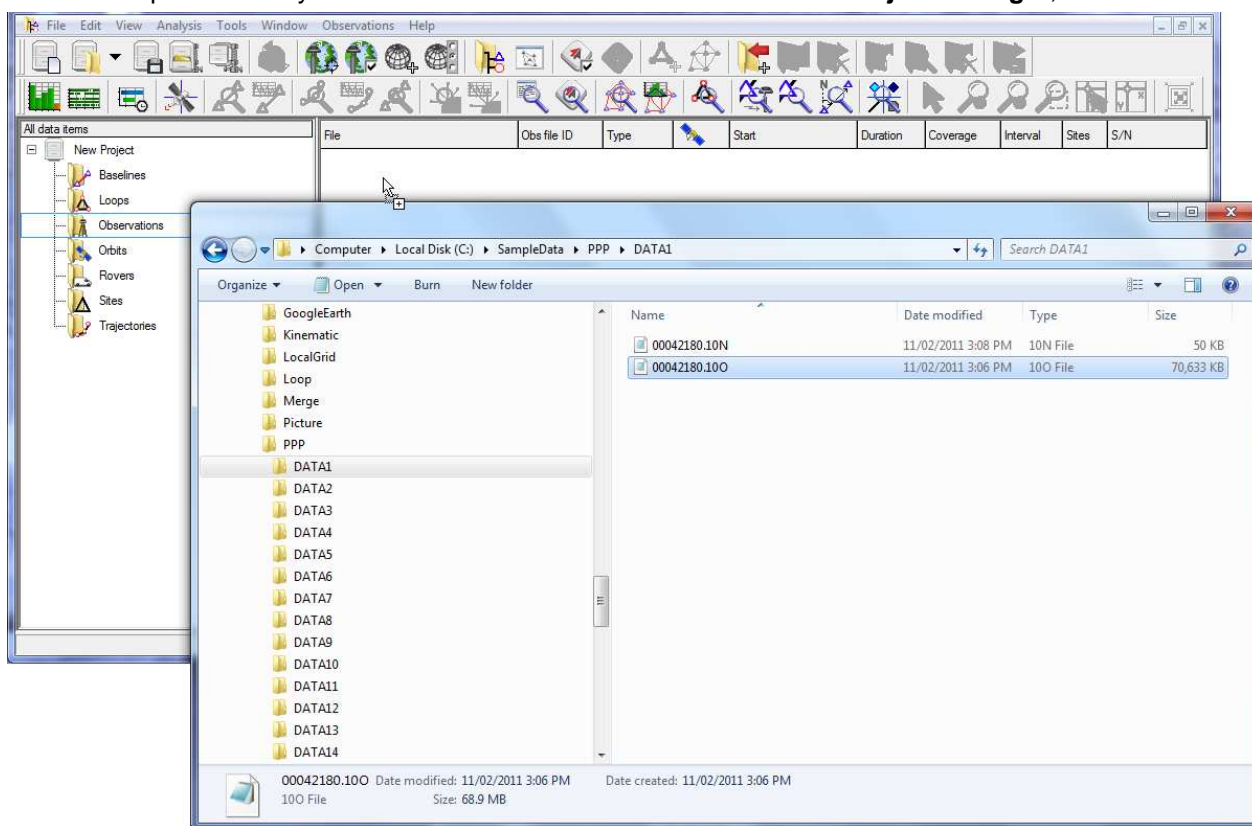 File Edit View Analysis Tools Window Observations Help
All data items
File Obs file ID Type Start Duration Coverage Interval Sites S/N
New Project
Baselines
Loops
Observations
Orbits
Rovers
Sites
Trajectories
Computer Local Disk (C:) SampleData PPP DATA1 Search DATA1
Organize Open Burn New folder
GoogleEarth
Kinematic
LocalGrid
Loop
Merge
Picture
PPP
DATA1
DATA2
DATA3
DATA4
DATA5
DATA6
DATA7
DATA8
DATA9
DATA10
DATA11
DATA12
DATA13
DATA14
Name Date modified Type Size
00042180.10N 11/02/2011 3:08 PM 10N File 50 KB
00042180.10O 11/02/2011 3:06 PM 10O File 70,633 KB
00042180.10O Date modified: 11/02/2011 3:06 PM Date created: 11/02/2011 3:06 PM
10O File Size: 68.9 MB